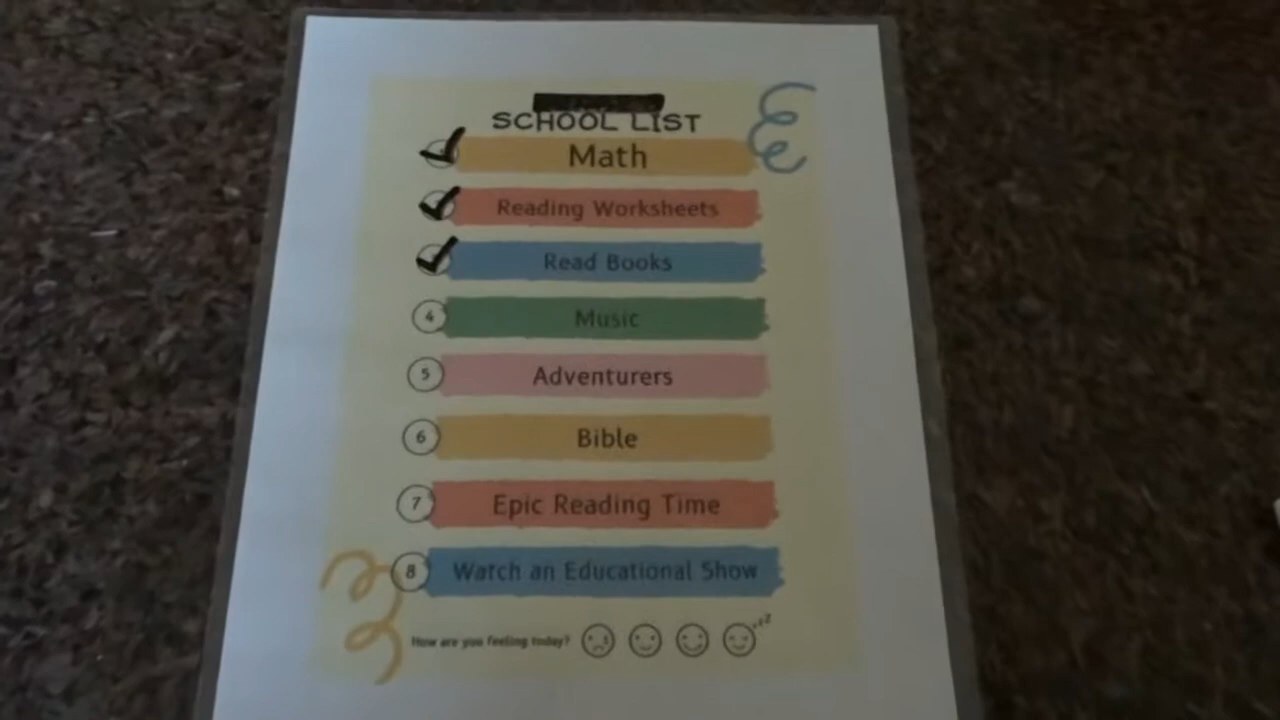 SCHOOL LIST
Math
Reading Worksheets
Read Books
4 Music
5 Adventurers
6 Bible
7 Epic Reading Time
8 Watch an Educational Show
How are you feeling today? zzz